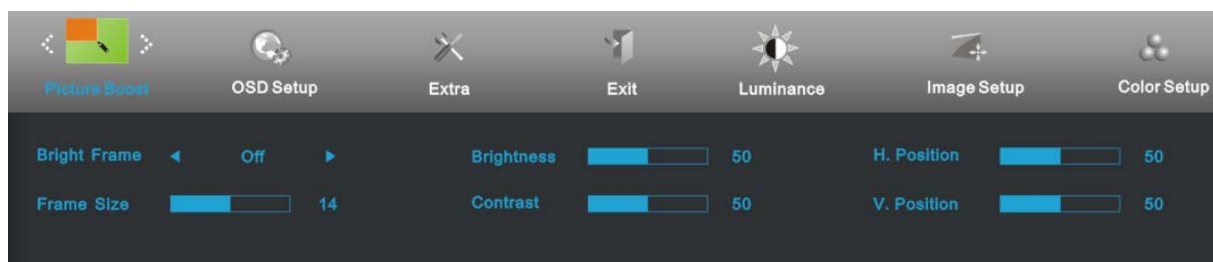 Picture Boost OSD Setup Extra Exit Luminance Image Setup Color Setup
Bright Frame Off Brightness 50 H. Position 50
Frame Size 14 Contrast 50 V. Position 50